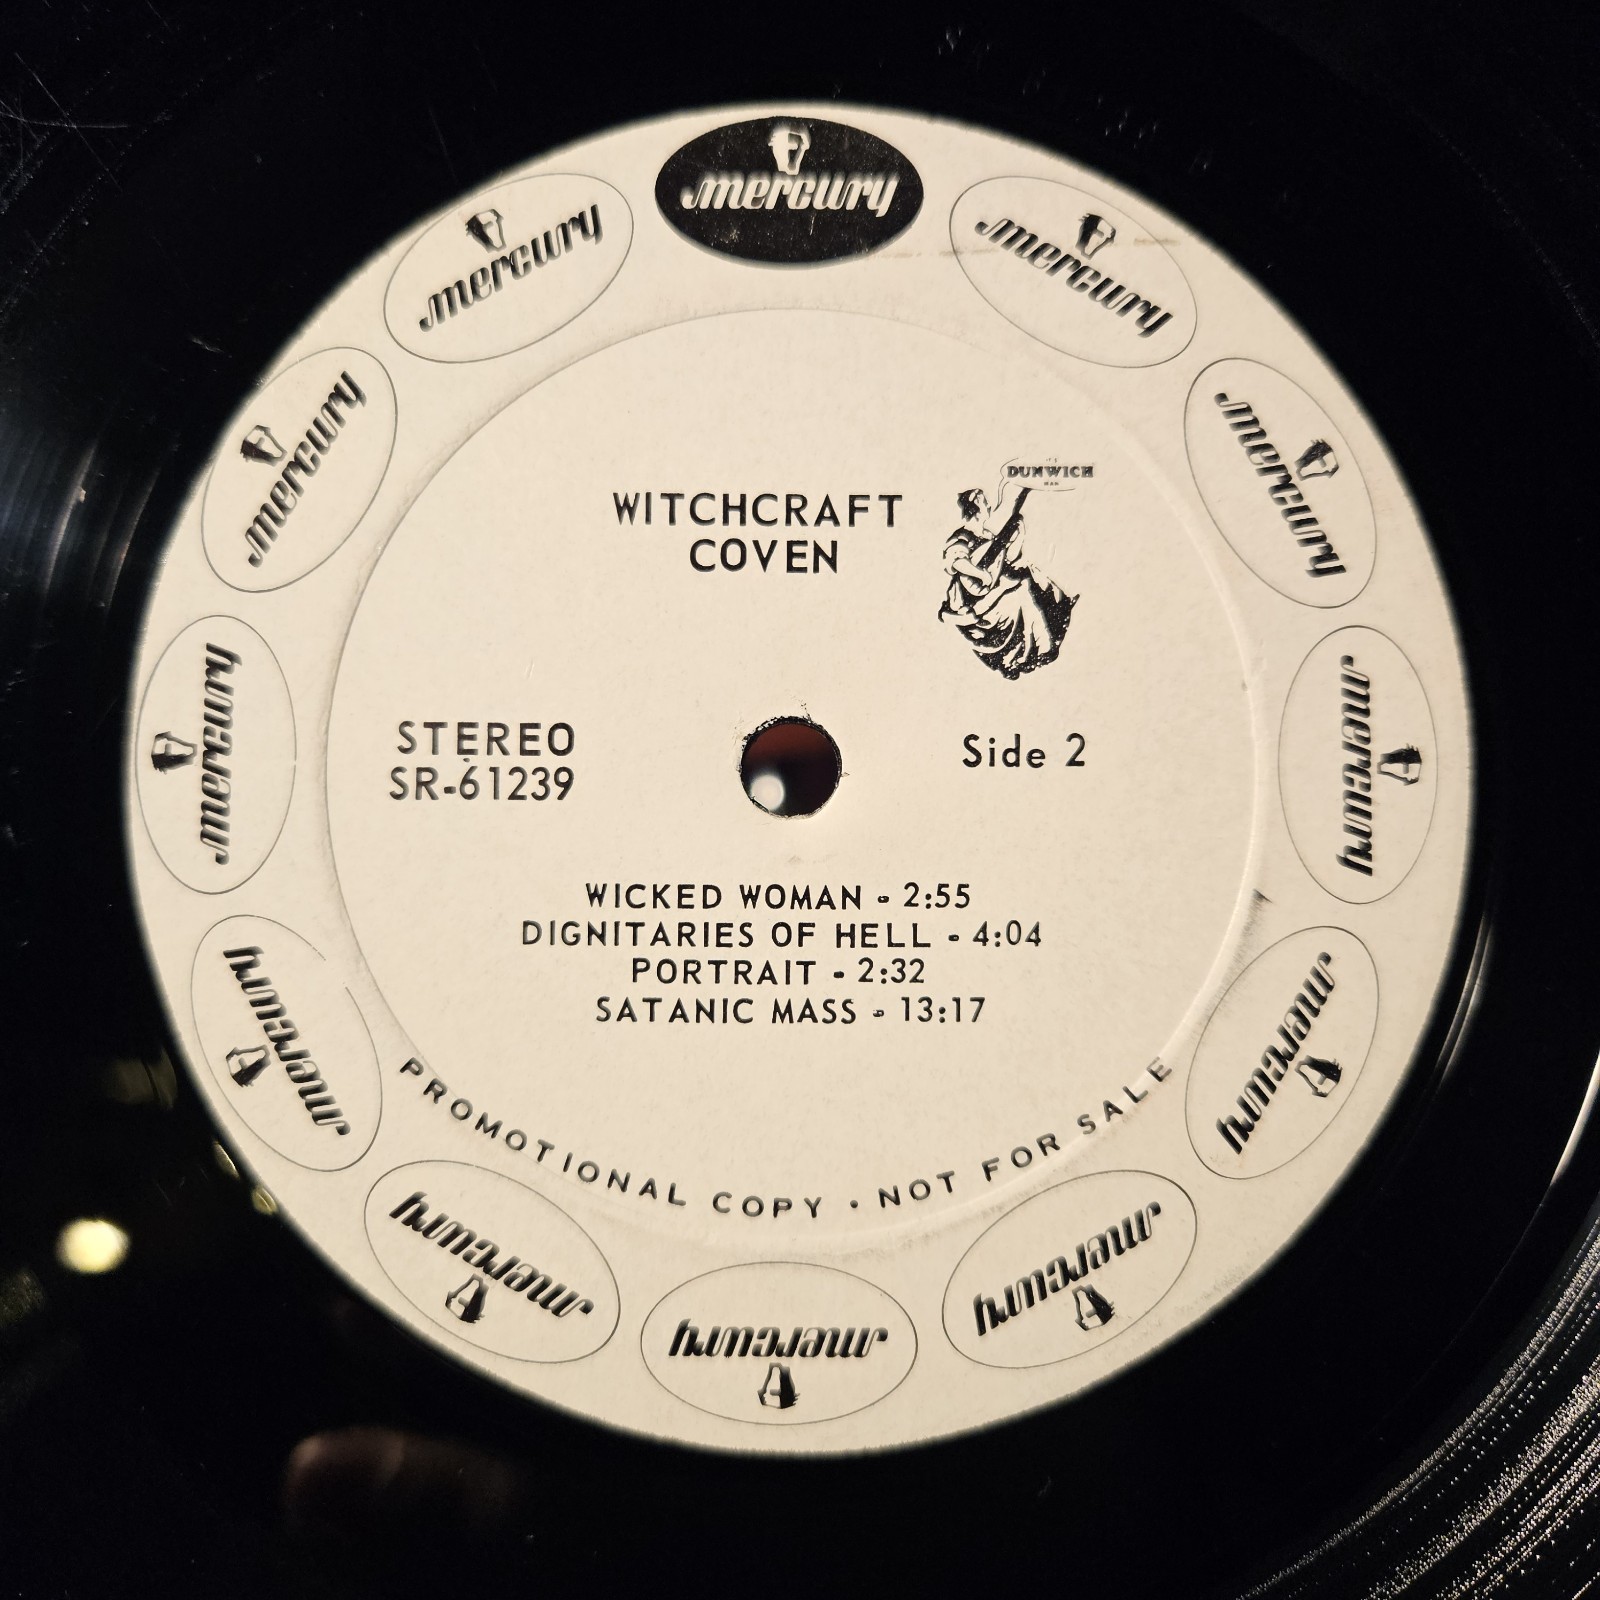 mercury
mercury
mercury
mercury
mercury
mercury
mercury
mercury
mercury
mercury
mercury
mercury
DUNWICH
WITCHCRAFT
COVEN
STEREO
SR-61239
Side 2
WICKED WOMAN - 2:55
DIGNITARIES OF HELL - 4:04
PORTRAIT - 2:32
SATANIC MASS - 13:17
PROMOTIONAL COPY · NOT FOR SALE